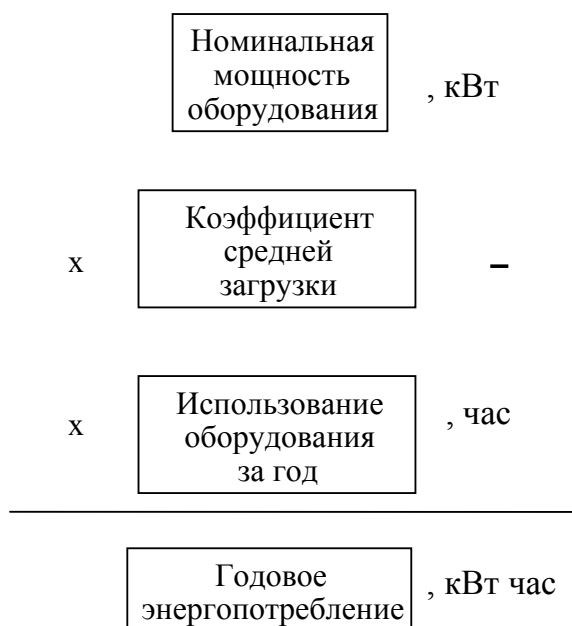 Номинальная
мощность
оборудования , кВт
х Коэффициент
средней –
загрузки
Использование , час
х оборудования
за год
Годовое , кВт час
энергопотребление